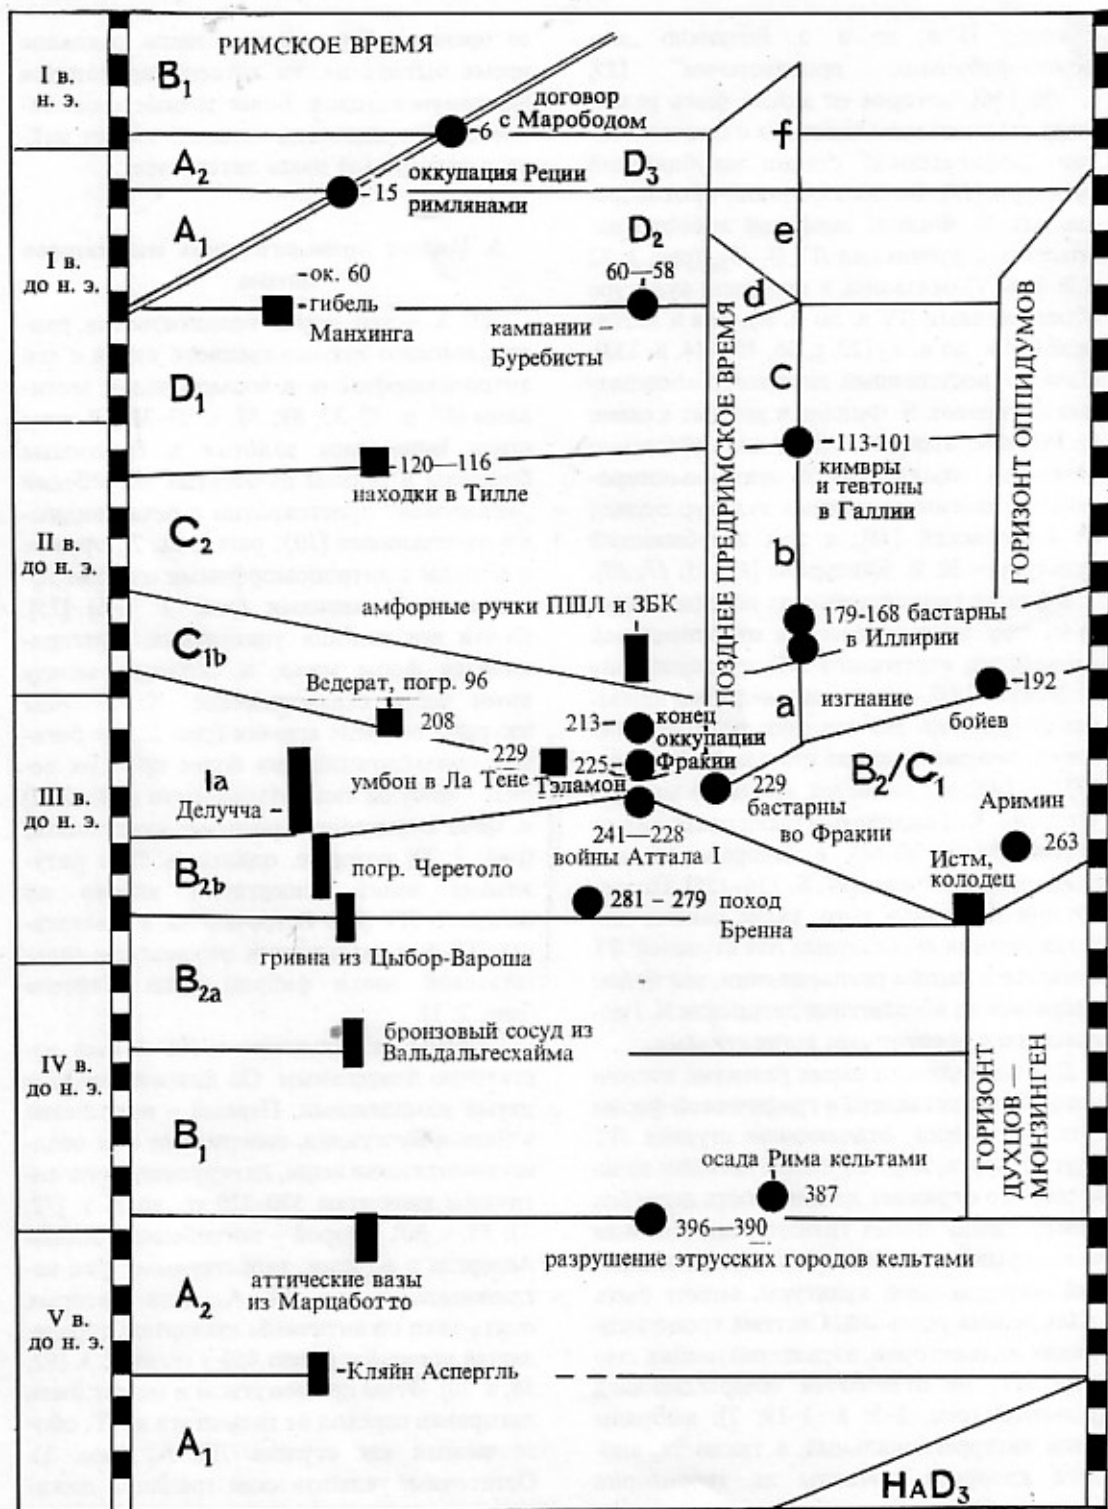 РИМСКОЕ ВРЕМЯ
I в.
н. э.
B₁
договор
с Марободом
-6
f
A₂
D₃
оккупация Реции
-15
римлянами
A₁
D₂
e
I в.
до н. э.
-ок. 60
-гибель
Манхинга
60—58
d
кампании –
Буребисты
D₁
c
ПОЗДНЕЕ ПРЕДРИМСКОЕ ВРЕМЯ
ГОРИЗОНТ ОППИДУМОВ
-113-101
кимвры
и тевтоны
в Галлии
120—116
находки в Тилле
II в.
до н. э.
C₂
b
амфорные ручки ПШЛ и ЗБК
179-168 бастарны
в Иллирии
C₁b
Ведерат, погр. 96
208
a
изгнание
бойев
-192
213-
конец
оккупации
Фракии
229
225-
умбон в Ла Тене
Тэламон
229
бастарны
во Фракии
B₂/C₁
III в.
до н. э.
Ia
Делучча
241—228
войны Аттала I
Аримин
263
Истм,
колодец
B₂b
погр. Черетоло
281 – 279 поход
Бренна
гривна из Цыбор-Вароша
B₂a
IV в.
до н. э.
бронзовый сосуд из
Вальдальгесхайма
ГОРИЗОНТ
ДУХЦОВ —
МЮНЗИНГЕН
B₁
осада Рима кельтами
387
396—390
разрушение этрусских городов кельтами
V в.
до н. э.
A₂
аттические вазы
из Марцаботто
-Кляйн Аспергль
A₁
HAD₃